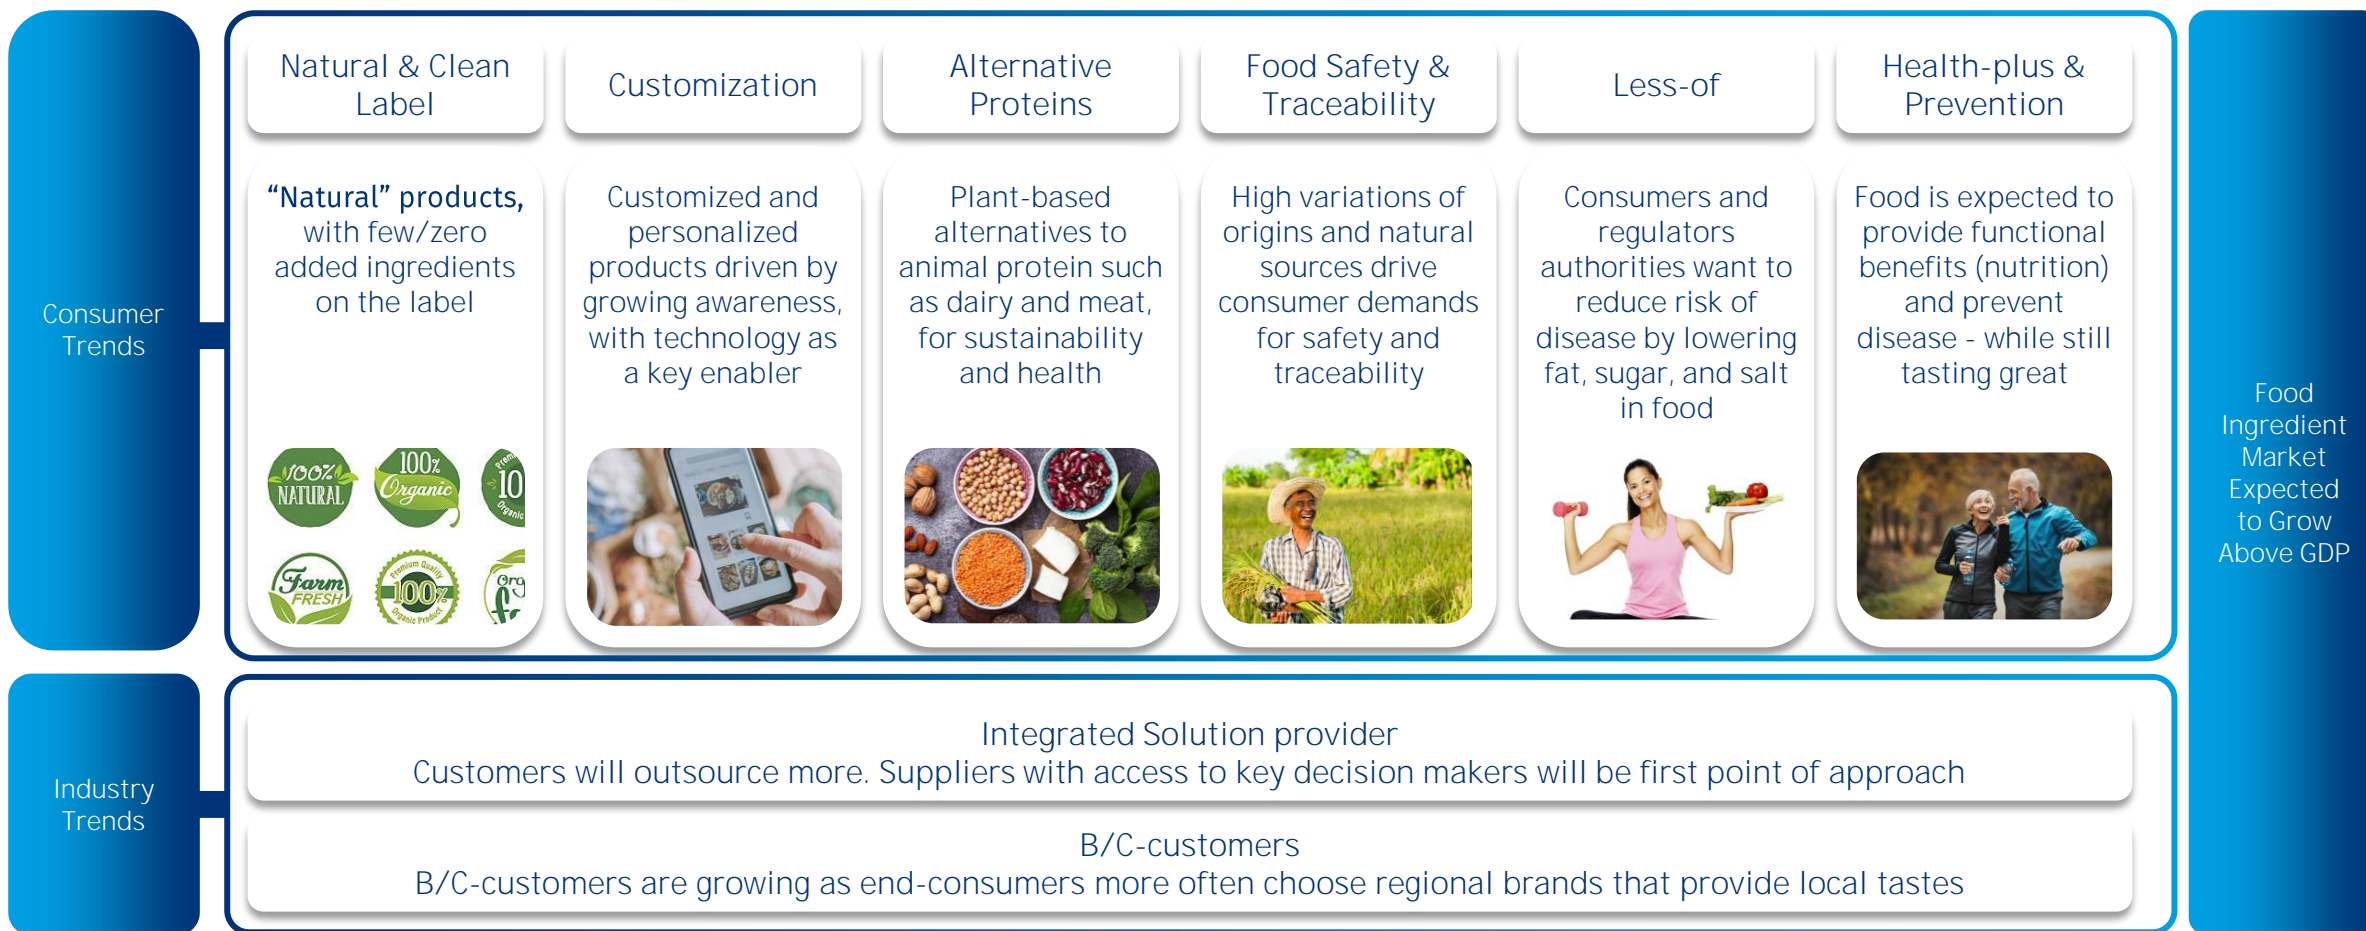 Consumer
Trends
Natural & Clean
Label
"Natural" products,
with few/zero
added ingredients
on the label
100%
NATURAL
100%
Organic
Premium
10
Organic
Farm
FRESH
Premium Quality
100%
Organic Product
Customization
Customized and
personalized
products driven by
growing awareness,
with technology as
a key enabler
Alternative
Proteins
Plant-based
alternatives to
animal protein such
as dairy and meat,
for sustainability
and health
Food Safety &
Traceability
High variations of
origins and natural
sources drive
consumer demands
for safety and
traceability
Less-of
Consumers and
regulators
authorities want to
reduce risk of
disease by lowering
fat, sugar, and salt
in food
Health-plus &
Prevention
Food is expected to
provide functional
benefits (nutrition)
and prevent
disease - while still
tasting great
Food
Ingredient
Market
Expected
to Grow
Above GDP
Industry
Trends
Integrated Solution provider
Customers will outsource more. Suppliers with access to key decision makers will be first point of approach
B/C-customers
B/C-customers are growing as end-consumers more often choose regional brands that provide local tastes